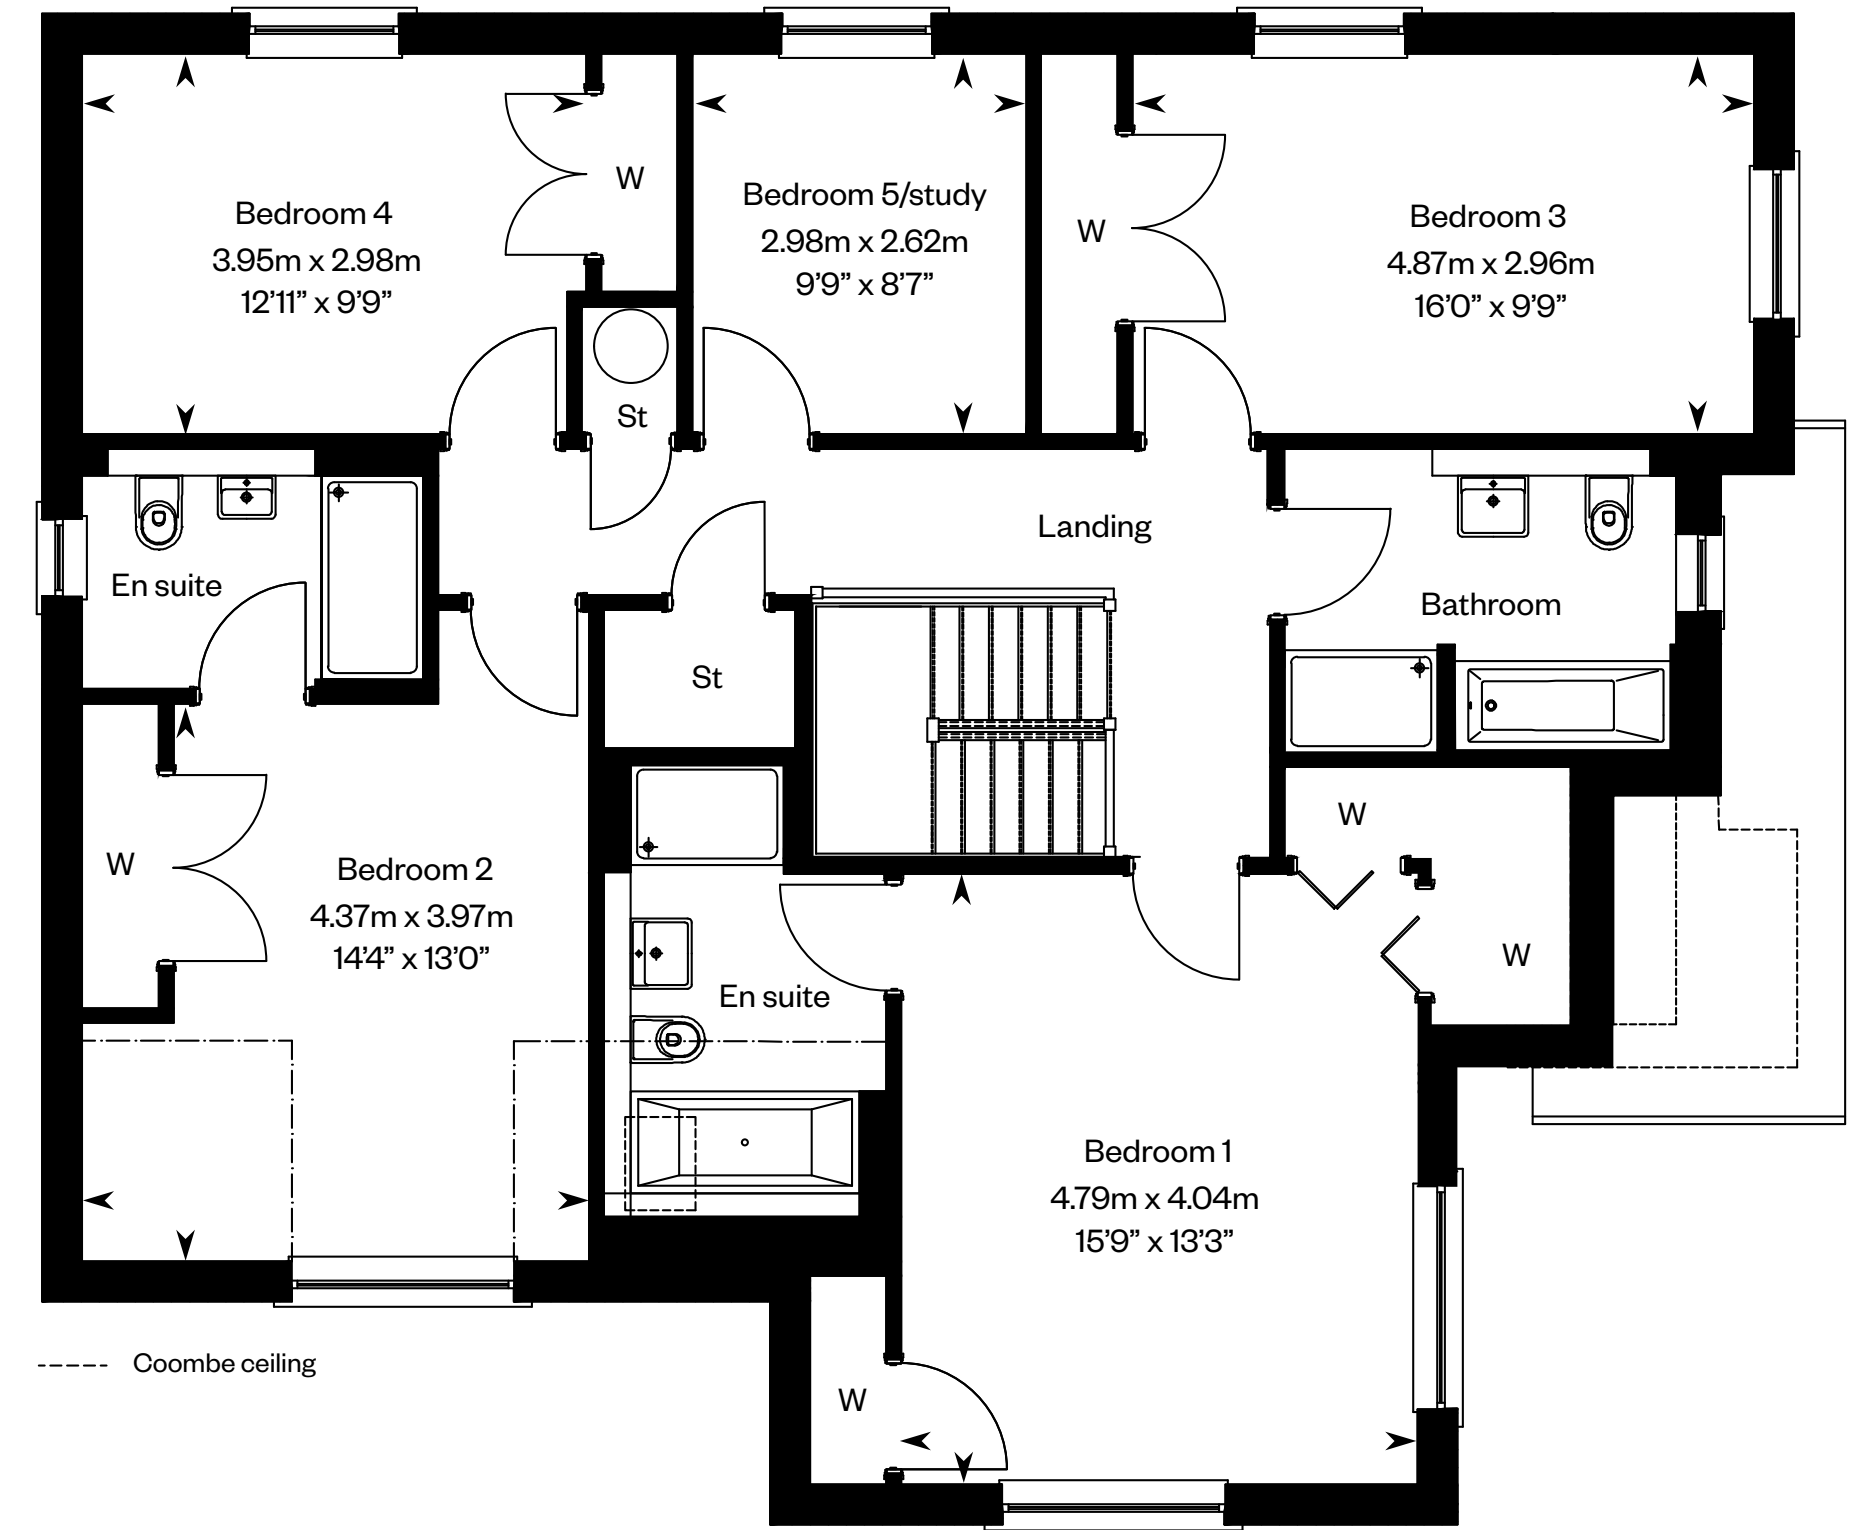 Bedroom 4
3.95m x 2.98m
12’11” x 9’9”
W
Bedroom 5/study
2.98m x 2.62m
9’9” x 8’7”
W
Bedroom 3
4.87m x 2.96m
16’0” x 9’9”
St
En suite
Landing
Bathroom
St
W
Bedroom 2
4.37m x 3.97m
14’4” x 13’0”
En suite
W
W
Bedroom 1
4.79m x 4.04m
15’9” x 13’3”
W
Coombe ceiling